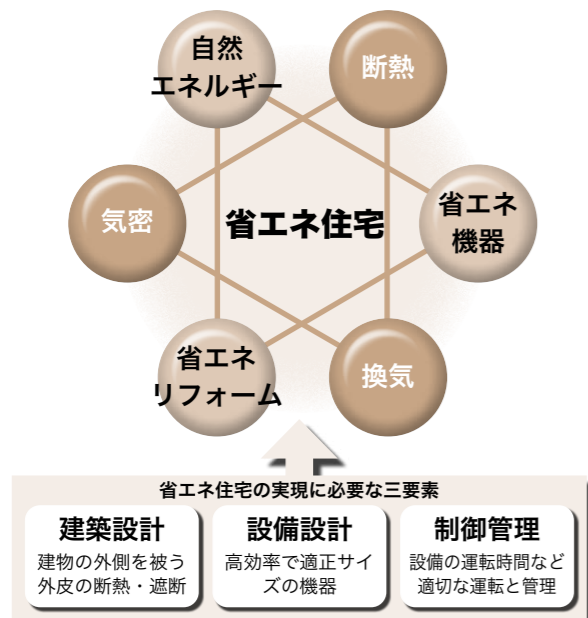 自然
エネルギー
断熱
気密
省エネ住宅
省エネ
機器
省エネ
リフォーム
換気
省エネ住宅の実現に必要な三要素
建築設計
建物の外側を被う
外皮の断熱・遮断
設備設計
高効率で適正サイ
ズの機器
制御管理
設備の運転時間など
適切な運転と管理